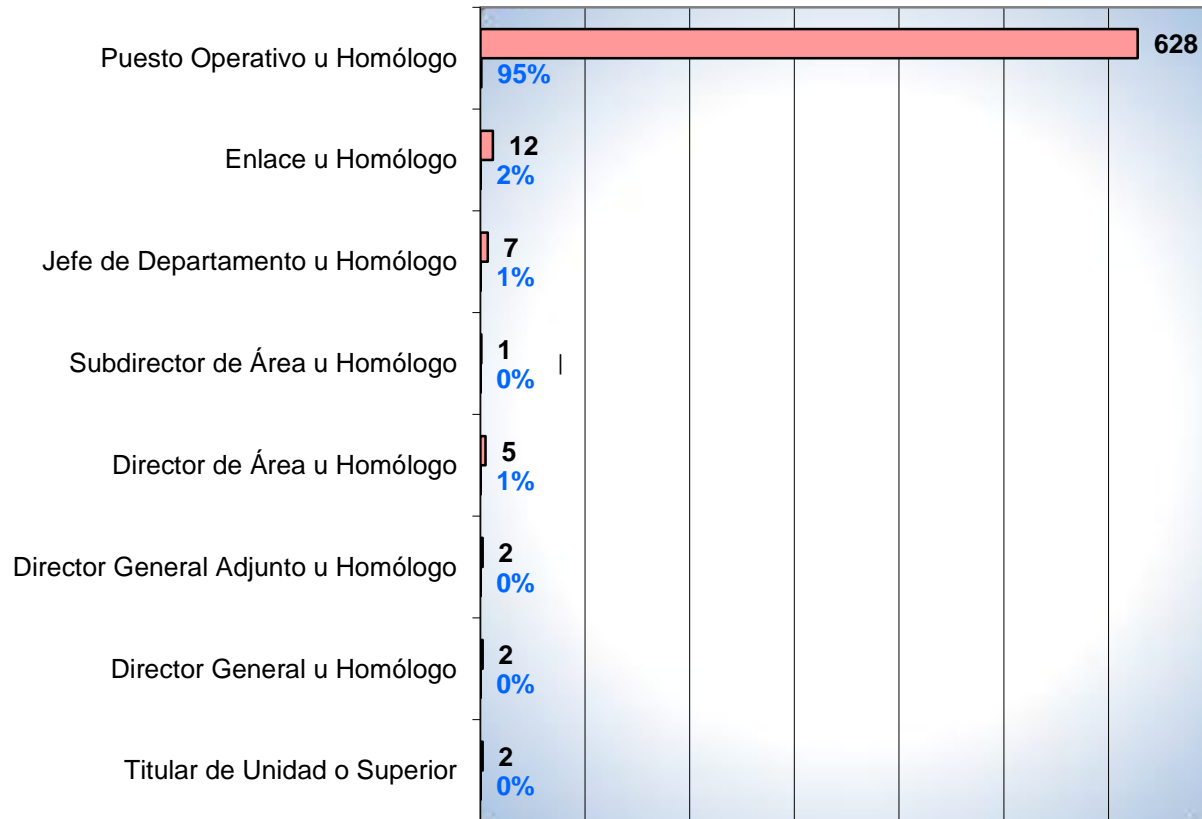 Puesto Operativo u Homólogo
628
95%
Enlace u Homólogo
12
2%
Jefe de Departamento u Homólogo
7
1%
Subdirector de Área u Homólogo
1
0%
|
Director de Área u Homólogo
5
1%
Director General Adjunto u Homólogo
2
0%
Director General u Homólogo
2
0%
Titular de Unidad o Superior
2
0%